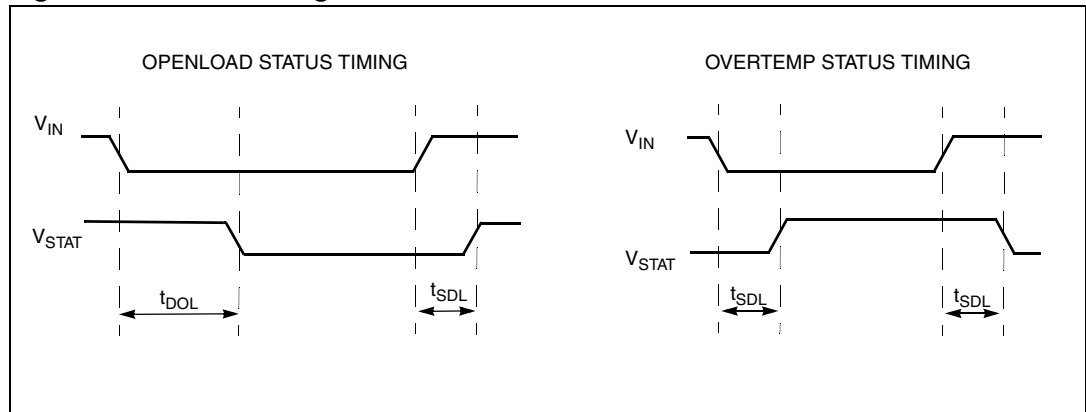 OPENLOAD STATUS TIMING
V_IN
V_STAT
t_DOL
t_SDL
OVERTEMP STATUS TIMING
V_IN
V_STAT
t_SDL
t_SDL